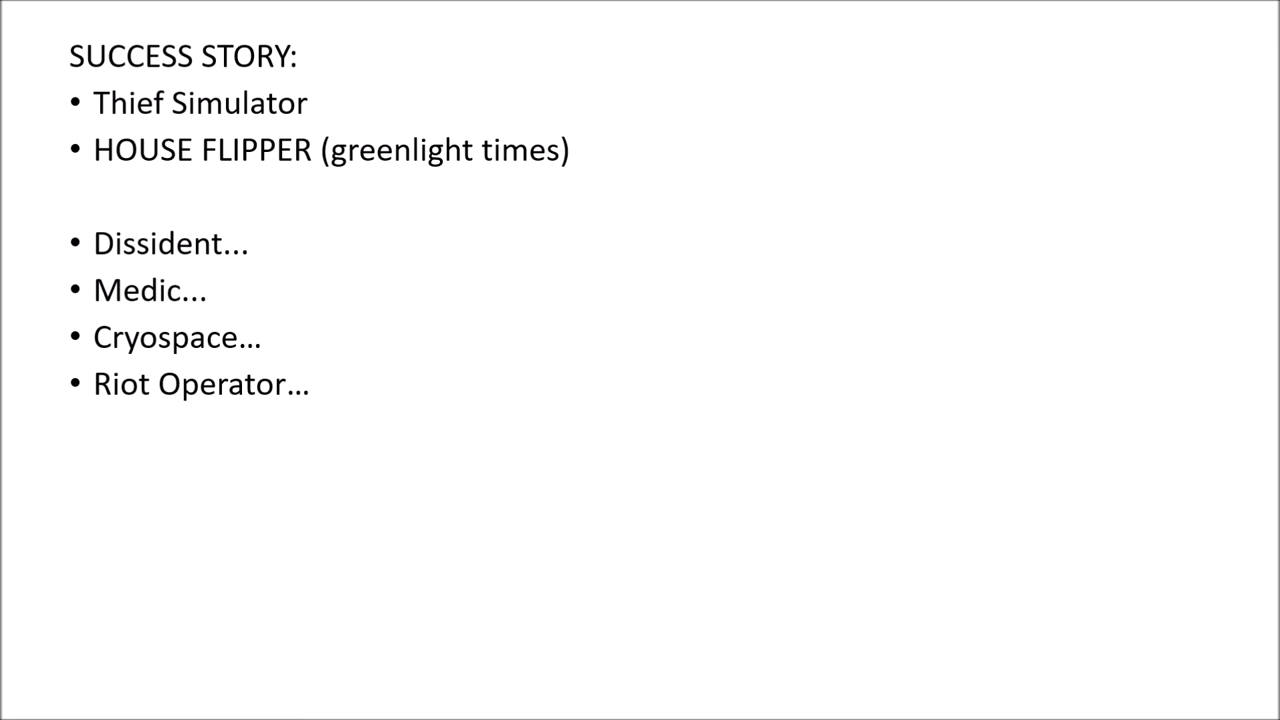 SUCCESS STORY:
• Thief Simulator
• HOUSE FLIPPER (greenlight times)
• Dissident...
• Medic...
• Cryospace...
• Riot Operator...